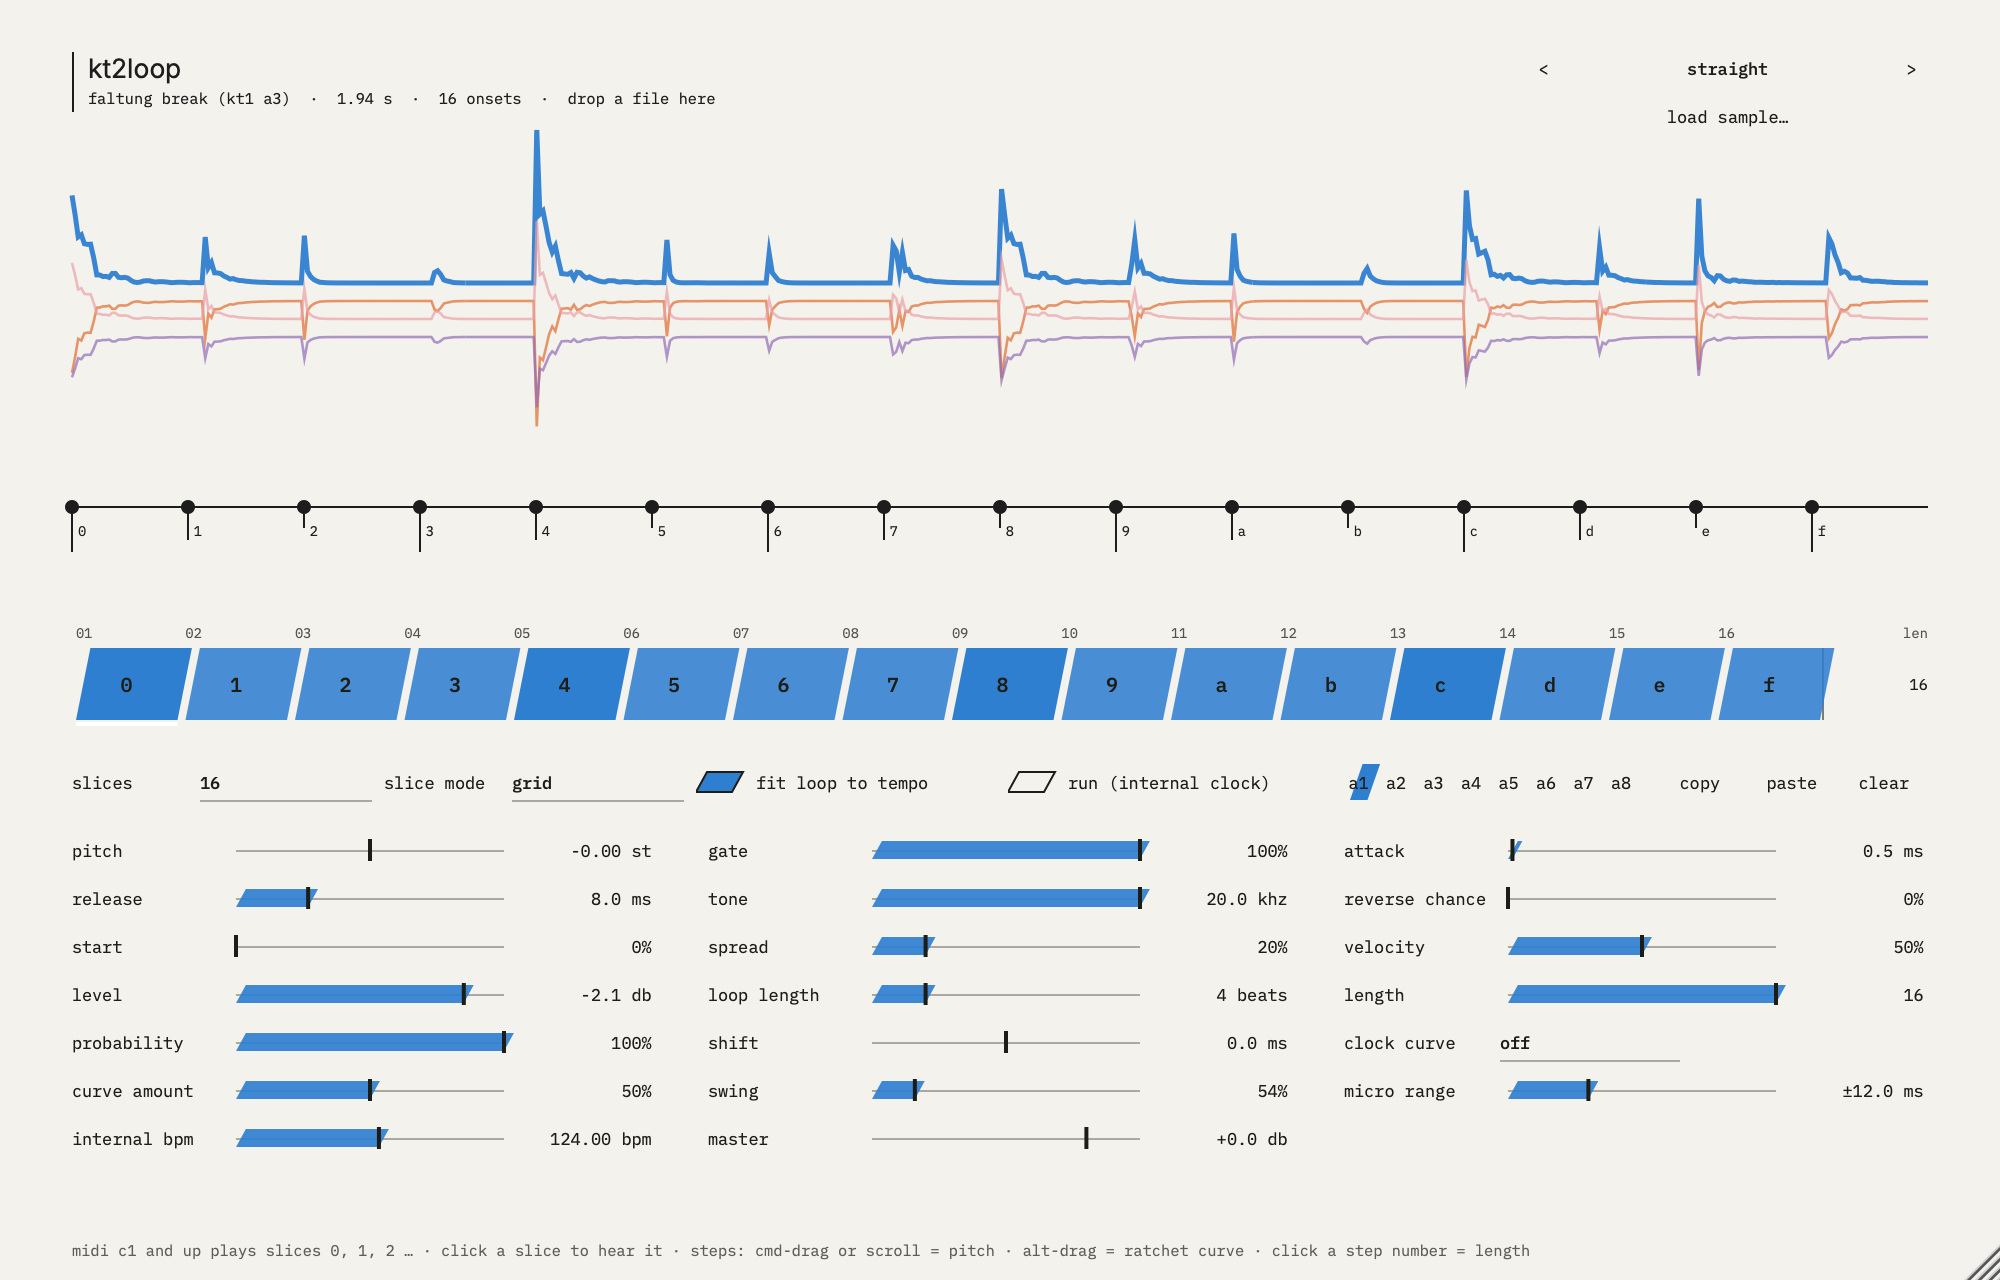 kt2loop
< straight >
faltung break (kt1 a3) · 1.94 s · 16 onsets · drop a file here
load sample…
0 1 2 3 4 5 6 7 8 9 a b c d e f
01 02 03 04 05 06 07 08 09 10 11 12 13 14 15 16 len
0 1 2 3 4 5 6 7 8 9 a b c d e f 16
slices 16 slice mode grid fit loop to tempo run (internal clock) a1 a2 a3 a4 a5 a6 a7 a8 copy paste clear
pitch -0.00 st gate 100% attack 0.5 ms
release 8.0 ms tone 20.0 khz reverse chance 0%
start 0% spread 20% velocity 50%
level -2.1 db loop length 4 beats length 16
probability 100% shift 0.0 ms clock curve off
curve amount 50% swing 54% micro range ±12.0 ms
internal bpm 124.00 bpm master +0.0 db
midi c1 and up plays slices 0, 1, 2 … · click a slice to hear it · steps: cmd-drag or scroll = pitch · alt-drag = ratchet curve · click a step number = length